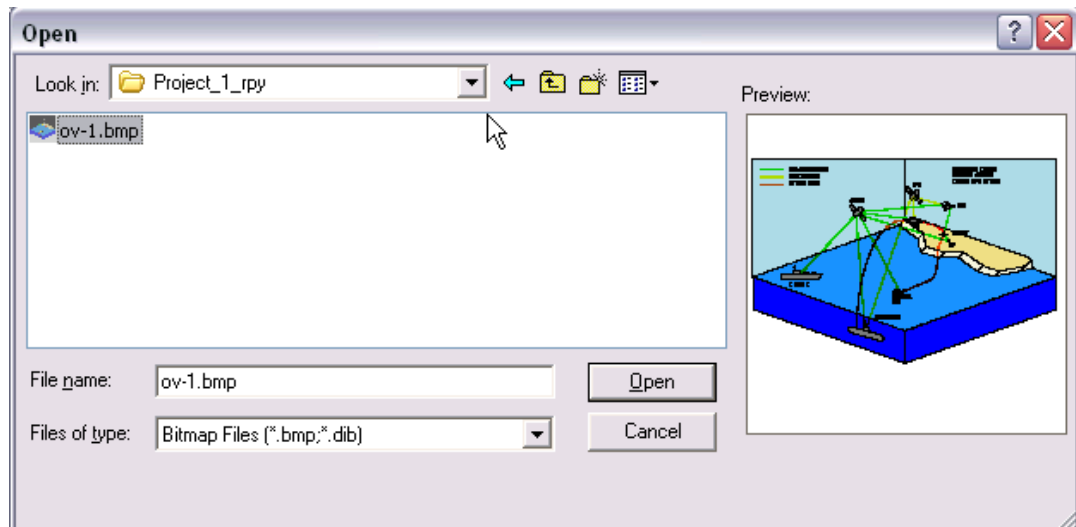 Open
Look in: Project_1_rpy
Preview:
ov-1.bmp
File name: ov-1.bmp
Open
Files of type: Bitmap Files (*.bmp;*.dib)
Cancel